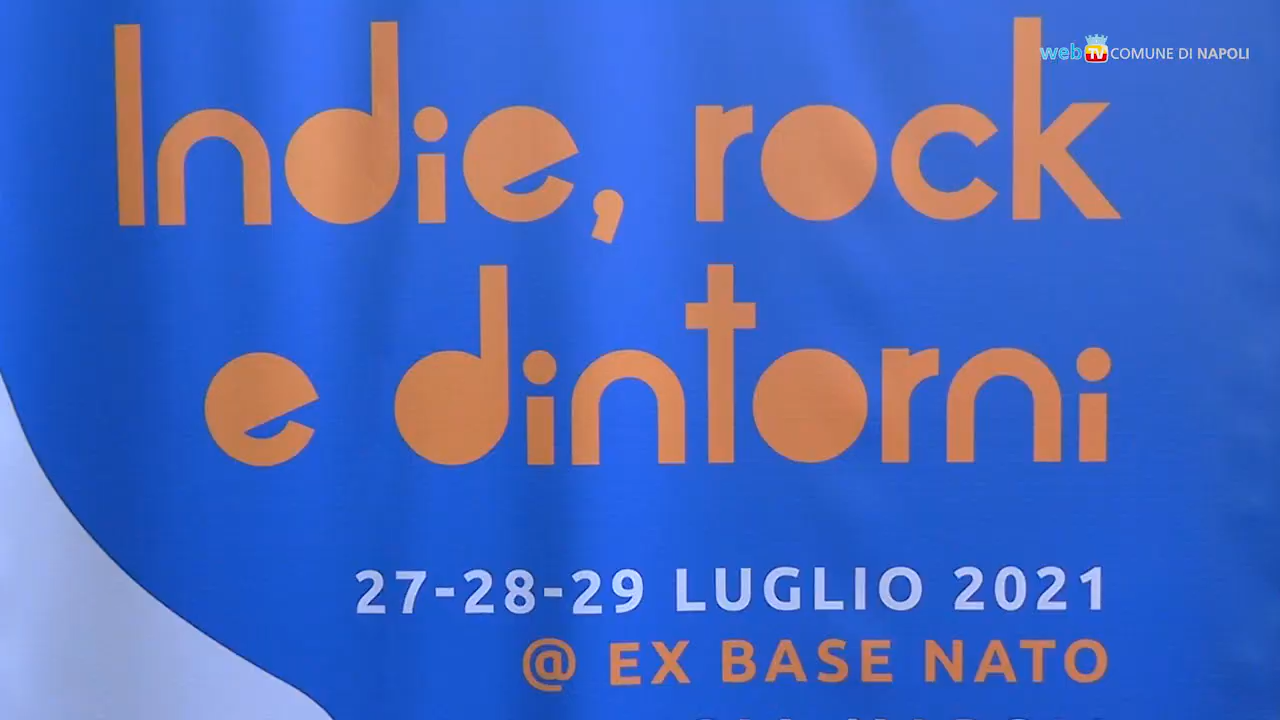 web TV COMUNE DI NAPOLI
Indie, rock
e dintorni
27-28-29 LUGLIO 2021
@ EX BASE NATO